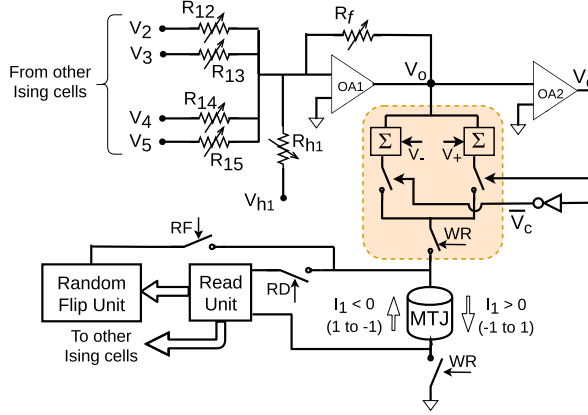 R12
Rf
V2
V3
R13
From other
Ising cells
OA1
Vo
OA2
R14
V4
V5
R15
Rh1
Σ
V-
V+
Σ
Vh1
Vc
RF
WR
Random
Flip Unit
Read
Unit
RD
I1 < 0
(1 to -1)
MTJ
I1 > 0
(-1 to 1)
To other
Ising cells
WR